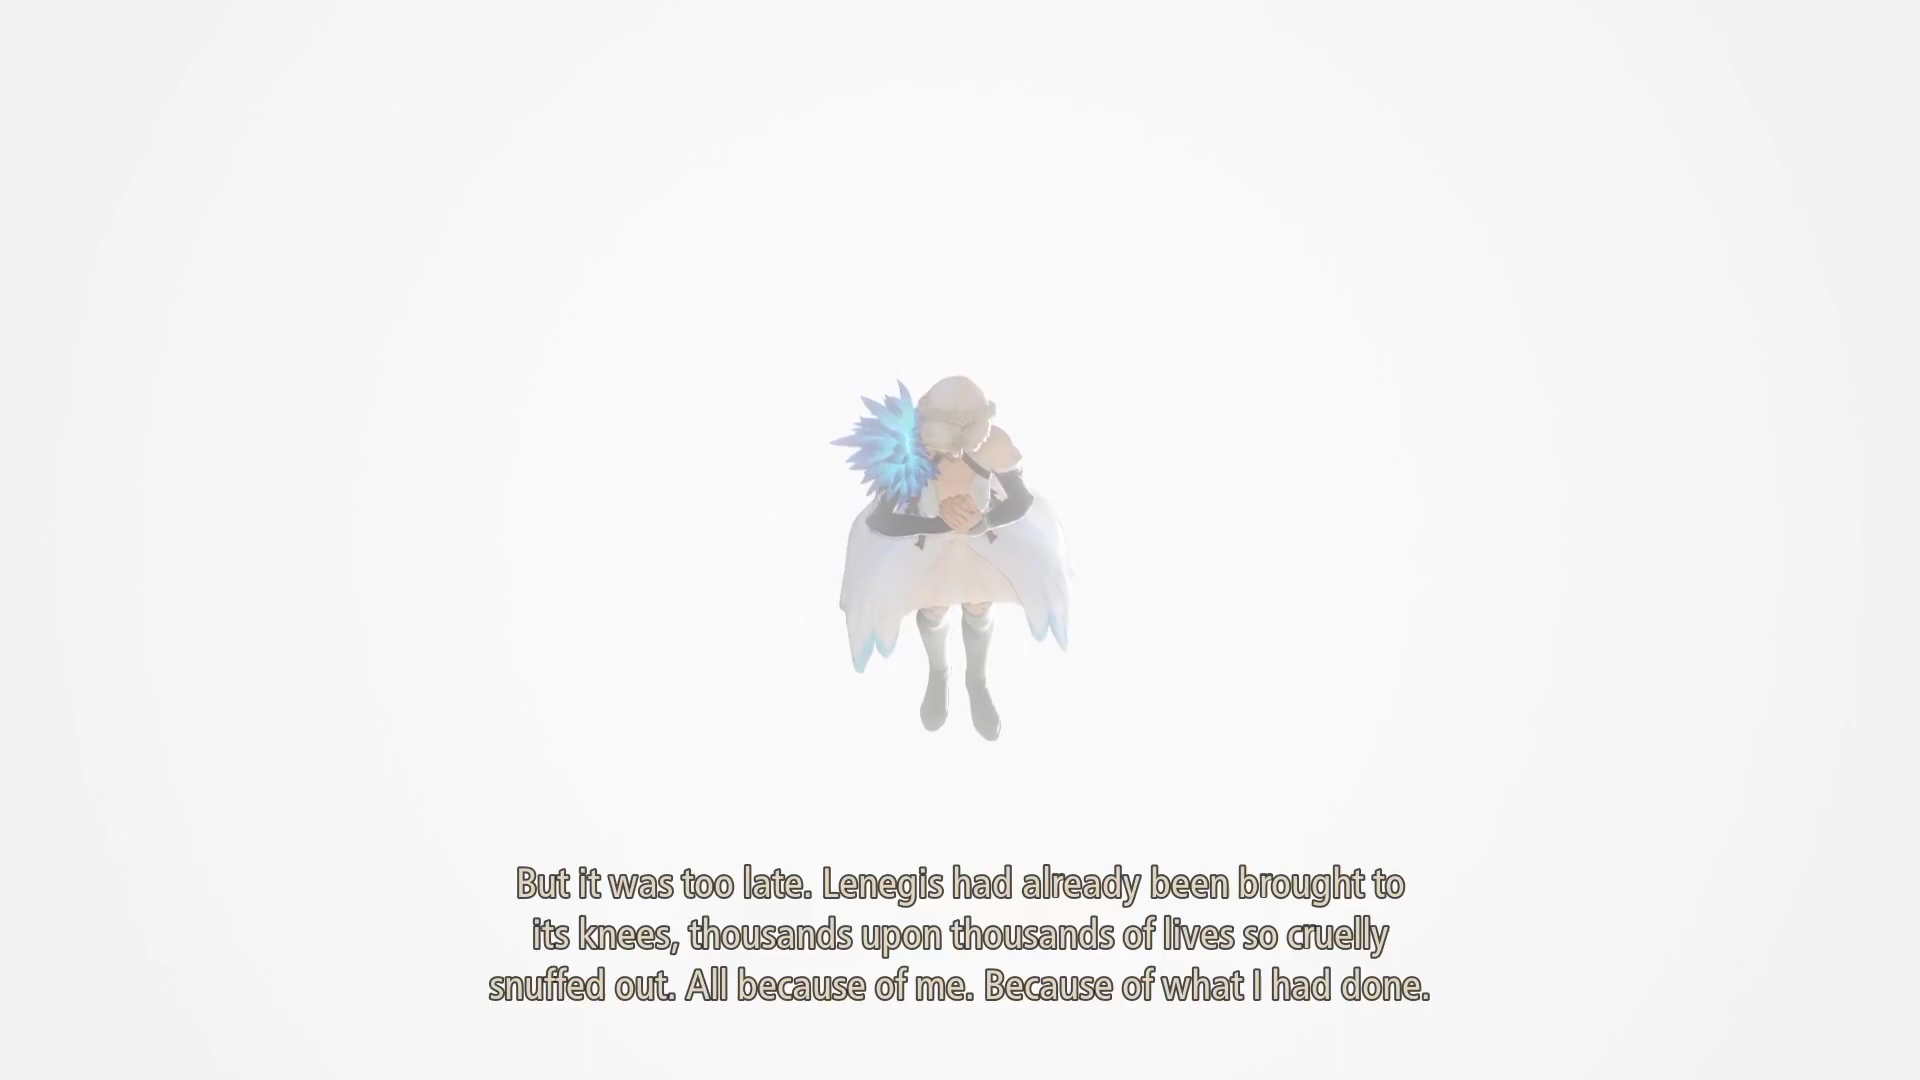 But it was too late. Lenegis had already been brought to
its knees, thousands upon thousands of lives so cruelly
snuffed out. All because of me. Because of what I had done.